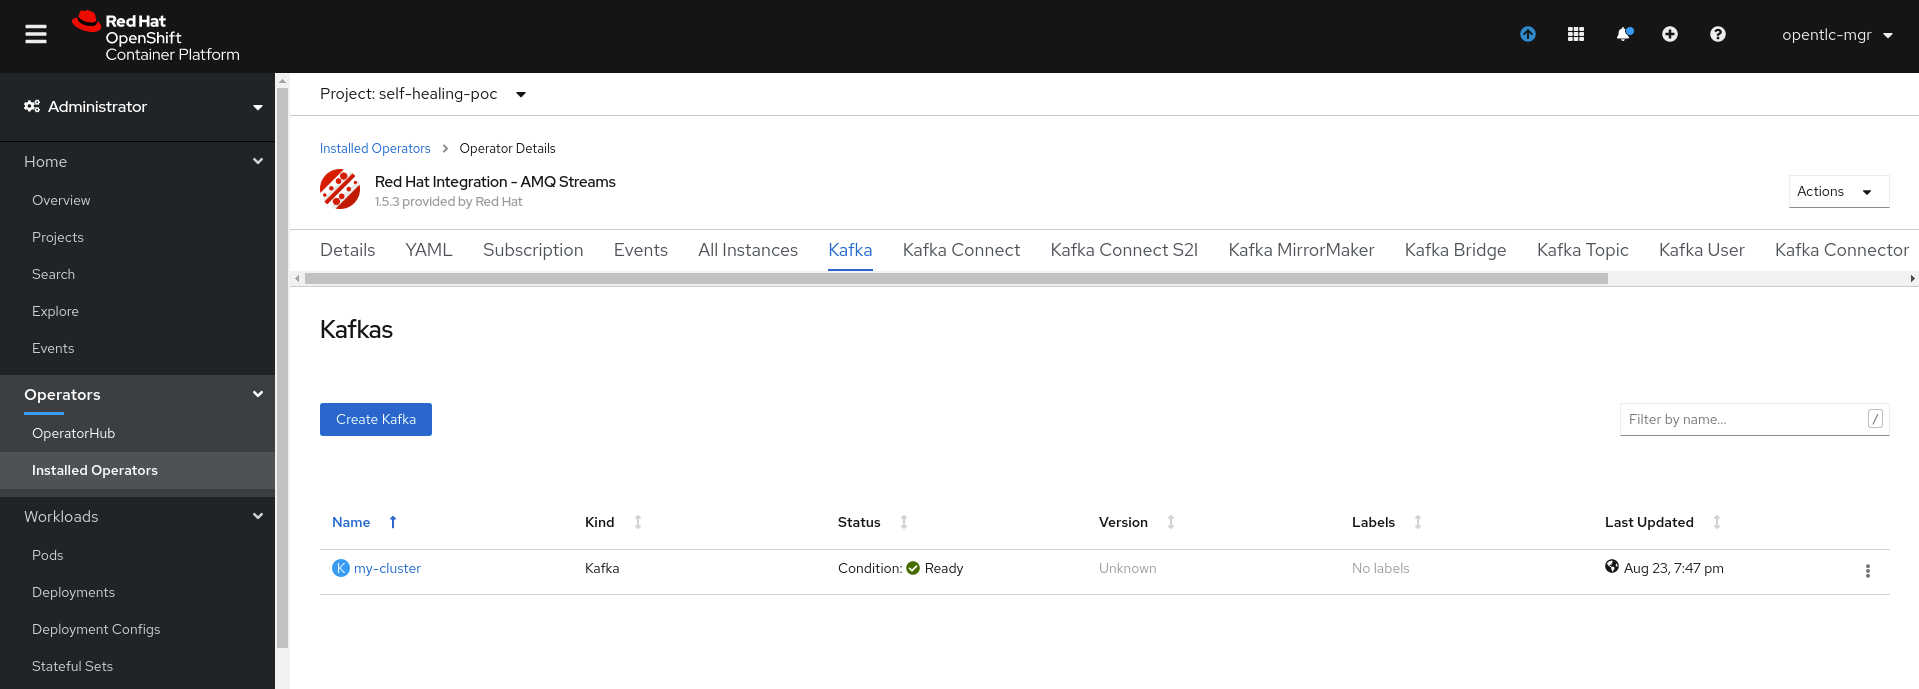 Red Hat
OpenShift
Container Platform
opentlc-mgr
Administrator
Home
Overview
Projects
Search
Explore
Events
Operators
OperatorHub
Installed Operators
Workloads
Pods
Deployments
Deployment Configs
Stateful Sets
Project: self-healing-poc
Installed Operators > Operator Details
Red Hat Integration - AMQ Streams
1.5.3 provided by Red Hat
Actions
Details YAML Subscription Events All Instances Kafka Kafka Connect Kafka Connect S2I Kafka MirrorMaker Kafka Bridge Kafka Topic Kafka User Kafka Connector
Kafkas
Create Kafka
Filter by name... /
Name Kind Status Version Labels Last Updated
K my-cluster Kafka Condition: Ready Unknown No labels Aug 23, 7:47 pm